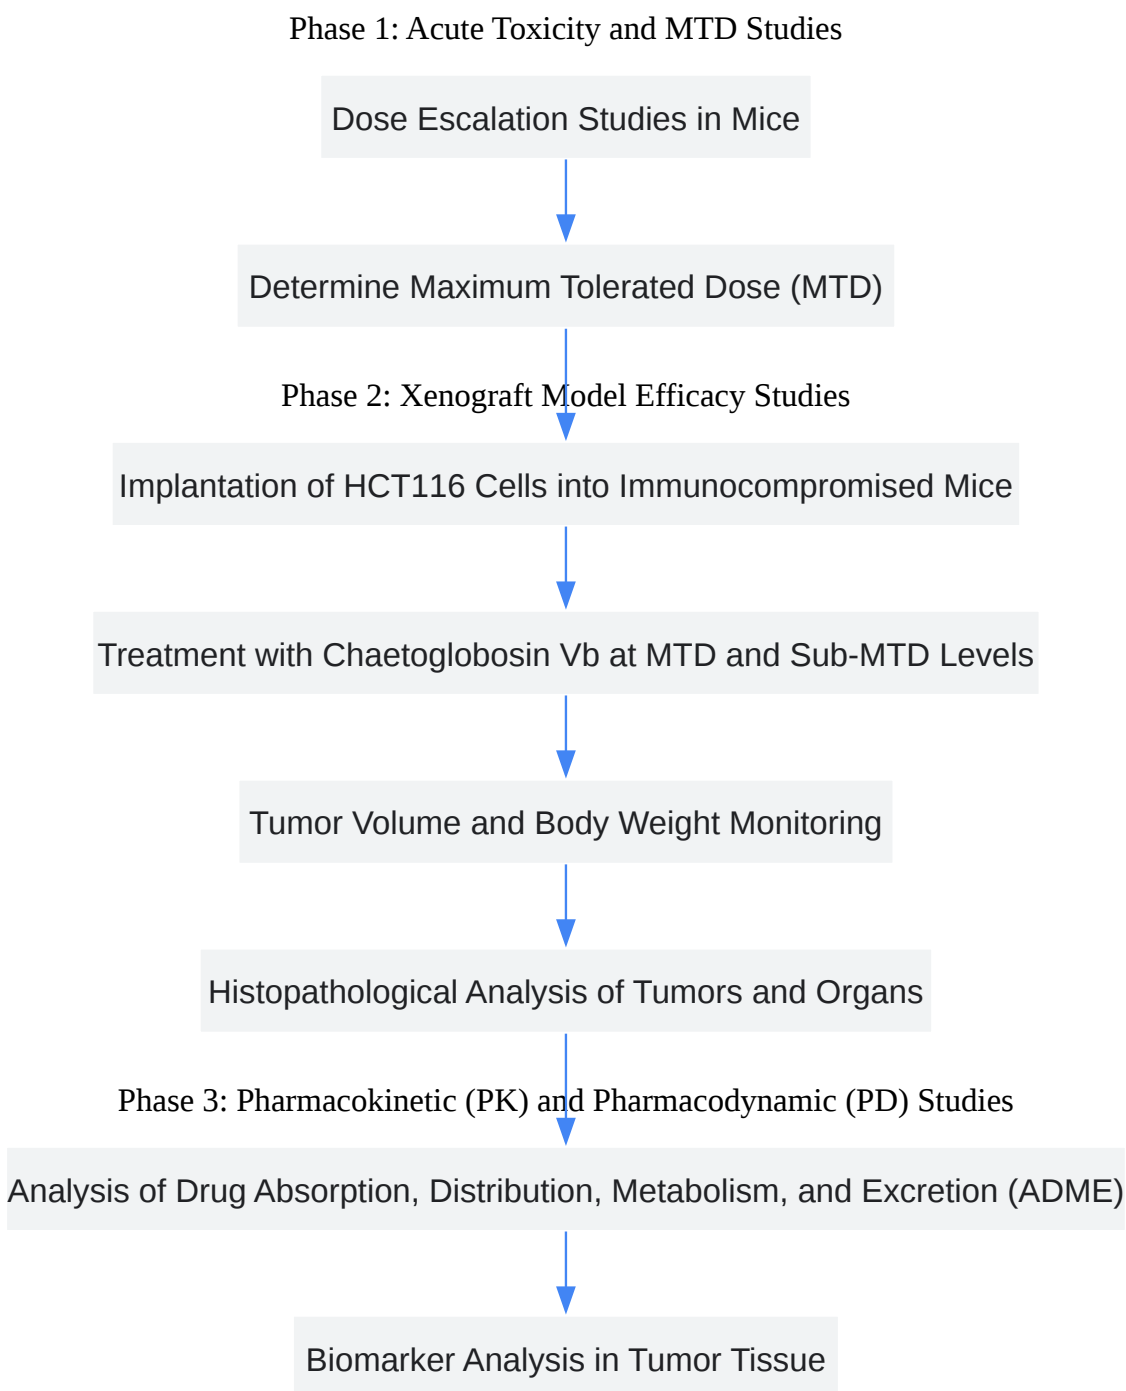 Phase 1: Acute Toxicity and MTD Studies
Dose Escalation Studies in Mice
Determine Maximum Tolerated Dose (MTD)
Phase 2: Xenograft Model Efficacy Studies
Implantation of HCT116 Cells into Immunocompromised Mice
Treatment with Chaetoglobosin Vb at MTD and Sub-MTD Levels
Tumor Volume and Body Weight Monitoring
Histopathological Analysis of Tumors and Organs
Phase 3: Pharmacokinetic (PK) and Pharmacodynamic (PD) Studies
Analysis of Drug Absorption, Distribution, Metabolism, and Excretion (ADME)
Biomarker Analysis in Tumor Tissue